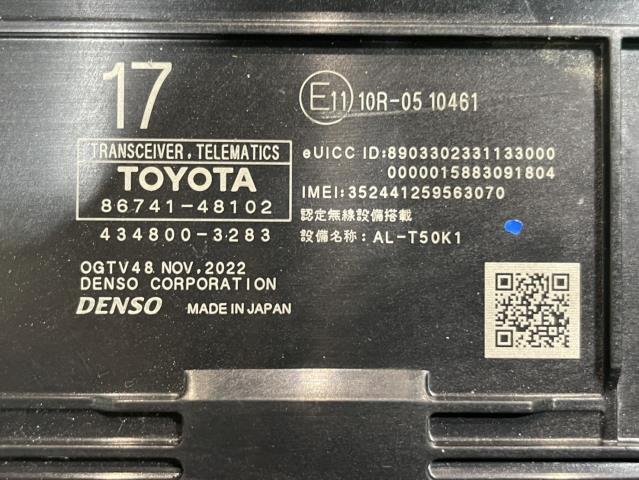 17
E11 10R-05 10461
TRANSCEIVER, TELEMATICS
TOYOTA
86741-48102
434800-3283
eUICC ID:8903302331133000
0000015883091804
IMEI:352441259563070
認定無線設備搭載
設備名称: AL-T50K1
OGTV48 NOV,2022
DENSO CORPORATION
DENSO MADE IN JAPAN